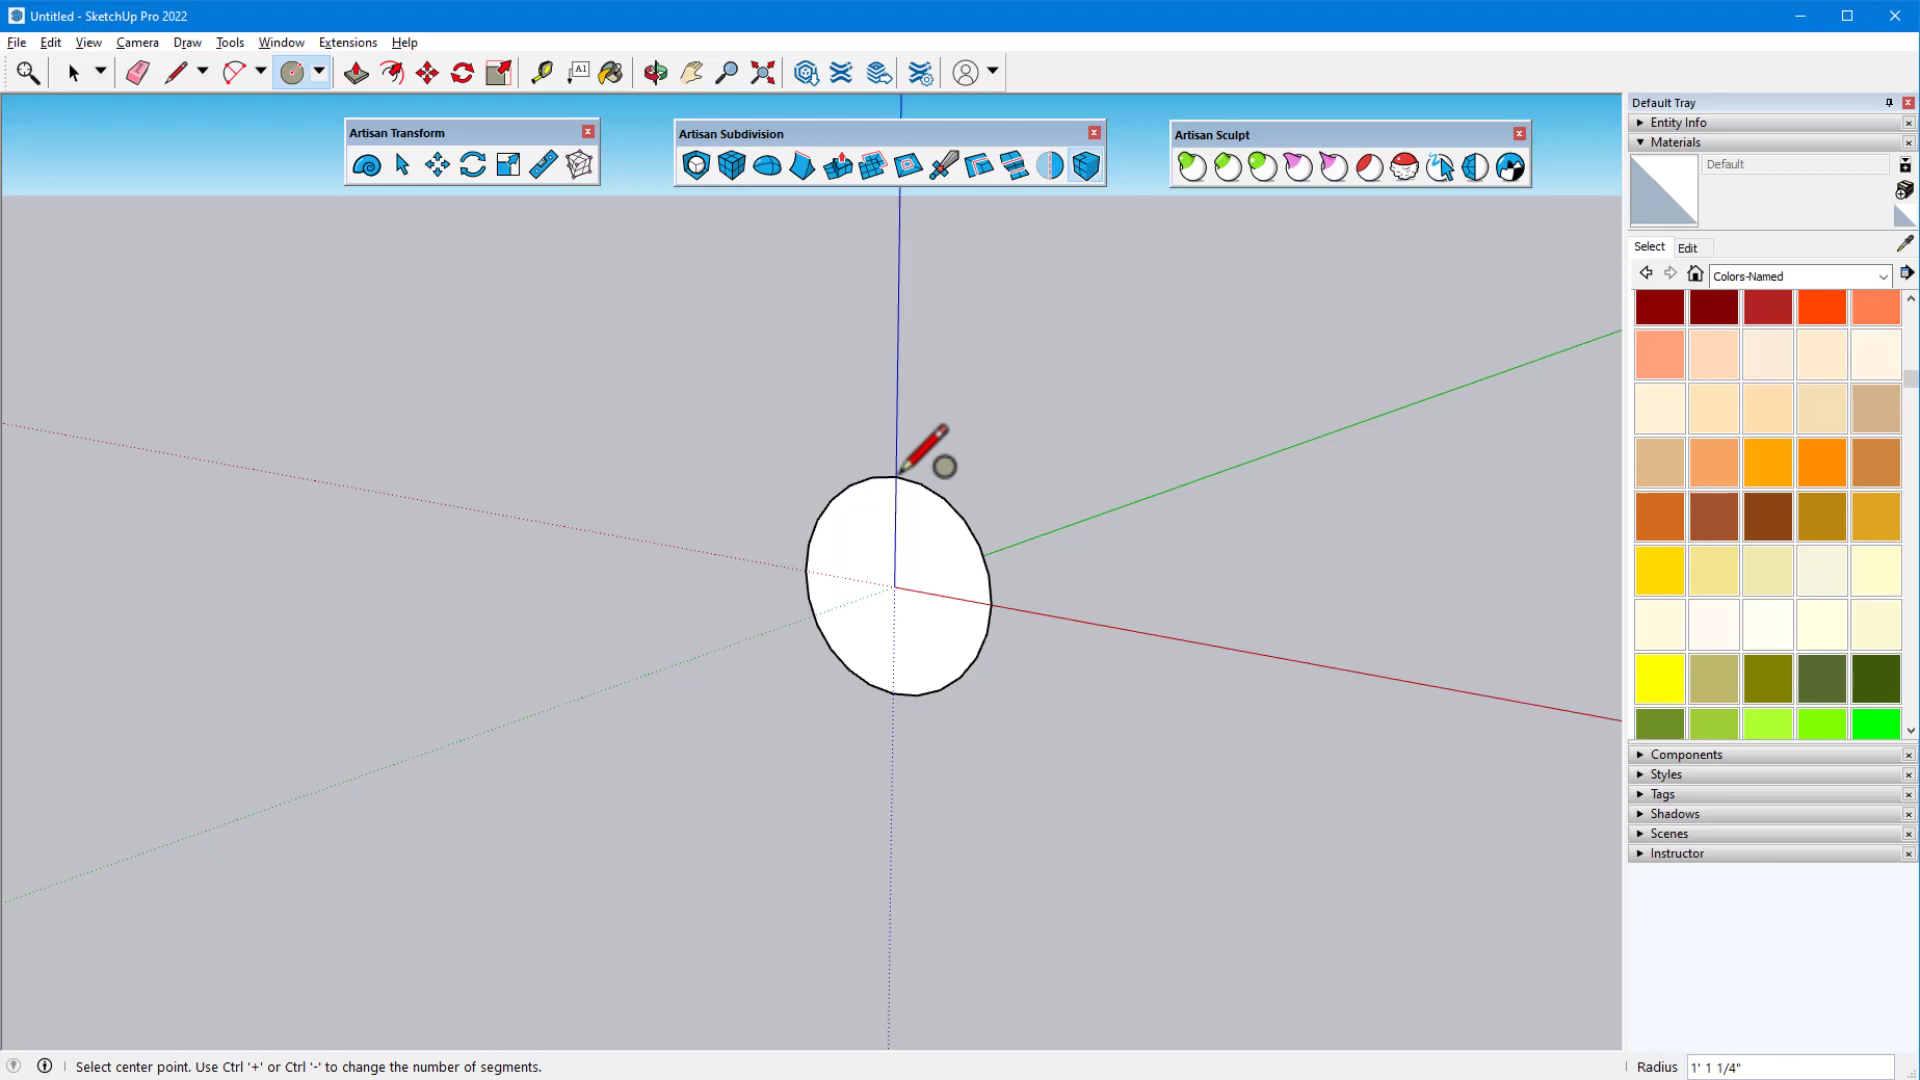 Untitled - SketchUp Pro 2022
File Edit View Camera Draw Tools Window Extensions Help
A1
Artisan Transform
Artisan Subdivision
Artisan Sculpt
Default Tray
Entity Info
Materials
Default
Select Edit
Colors-Named
Components
Styles
Tags
Shadows
Scenes
Instructor
Select center point. Use Ctrl '+' or Ctrl '-' to change the number of segments.
Radius 1' 1 1/4"